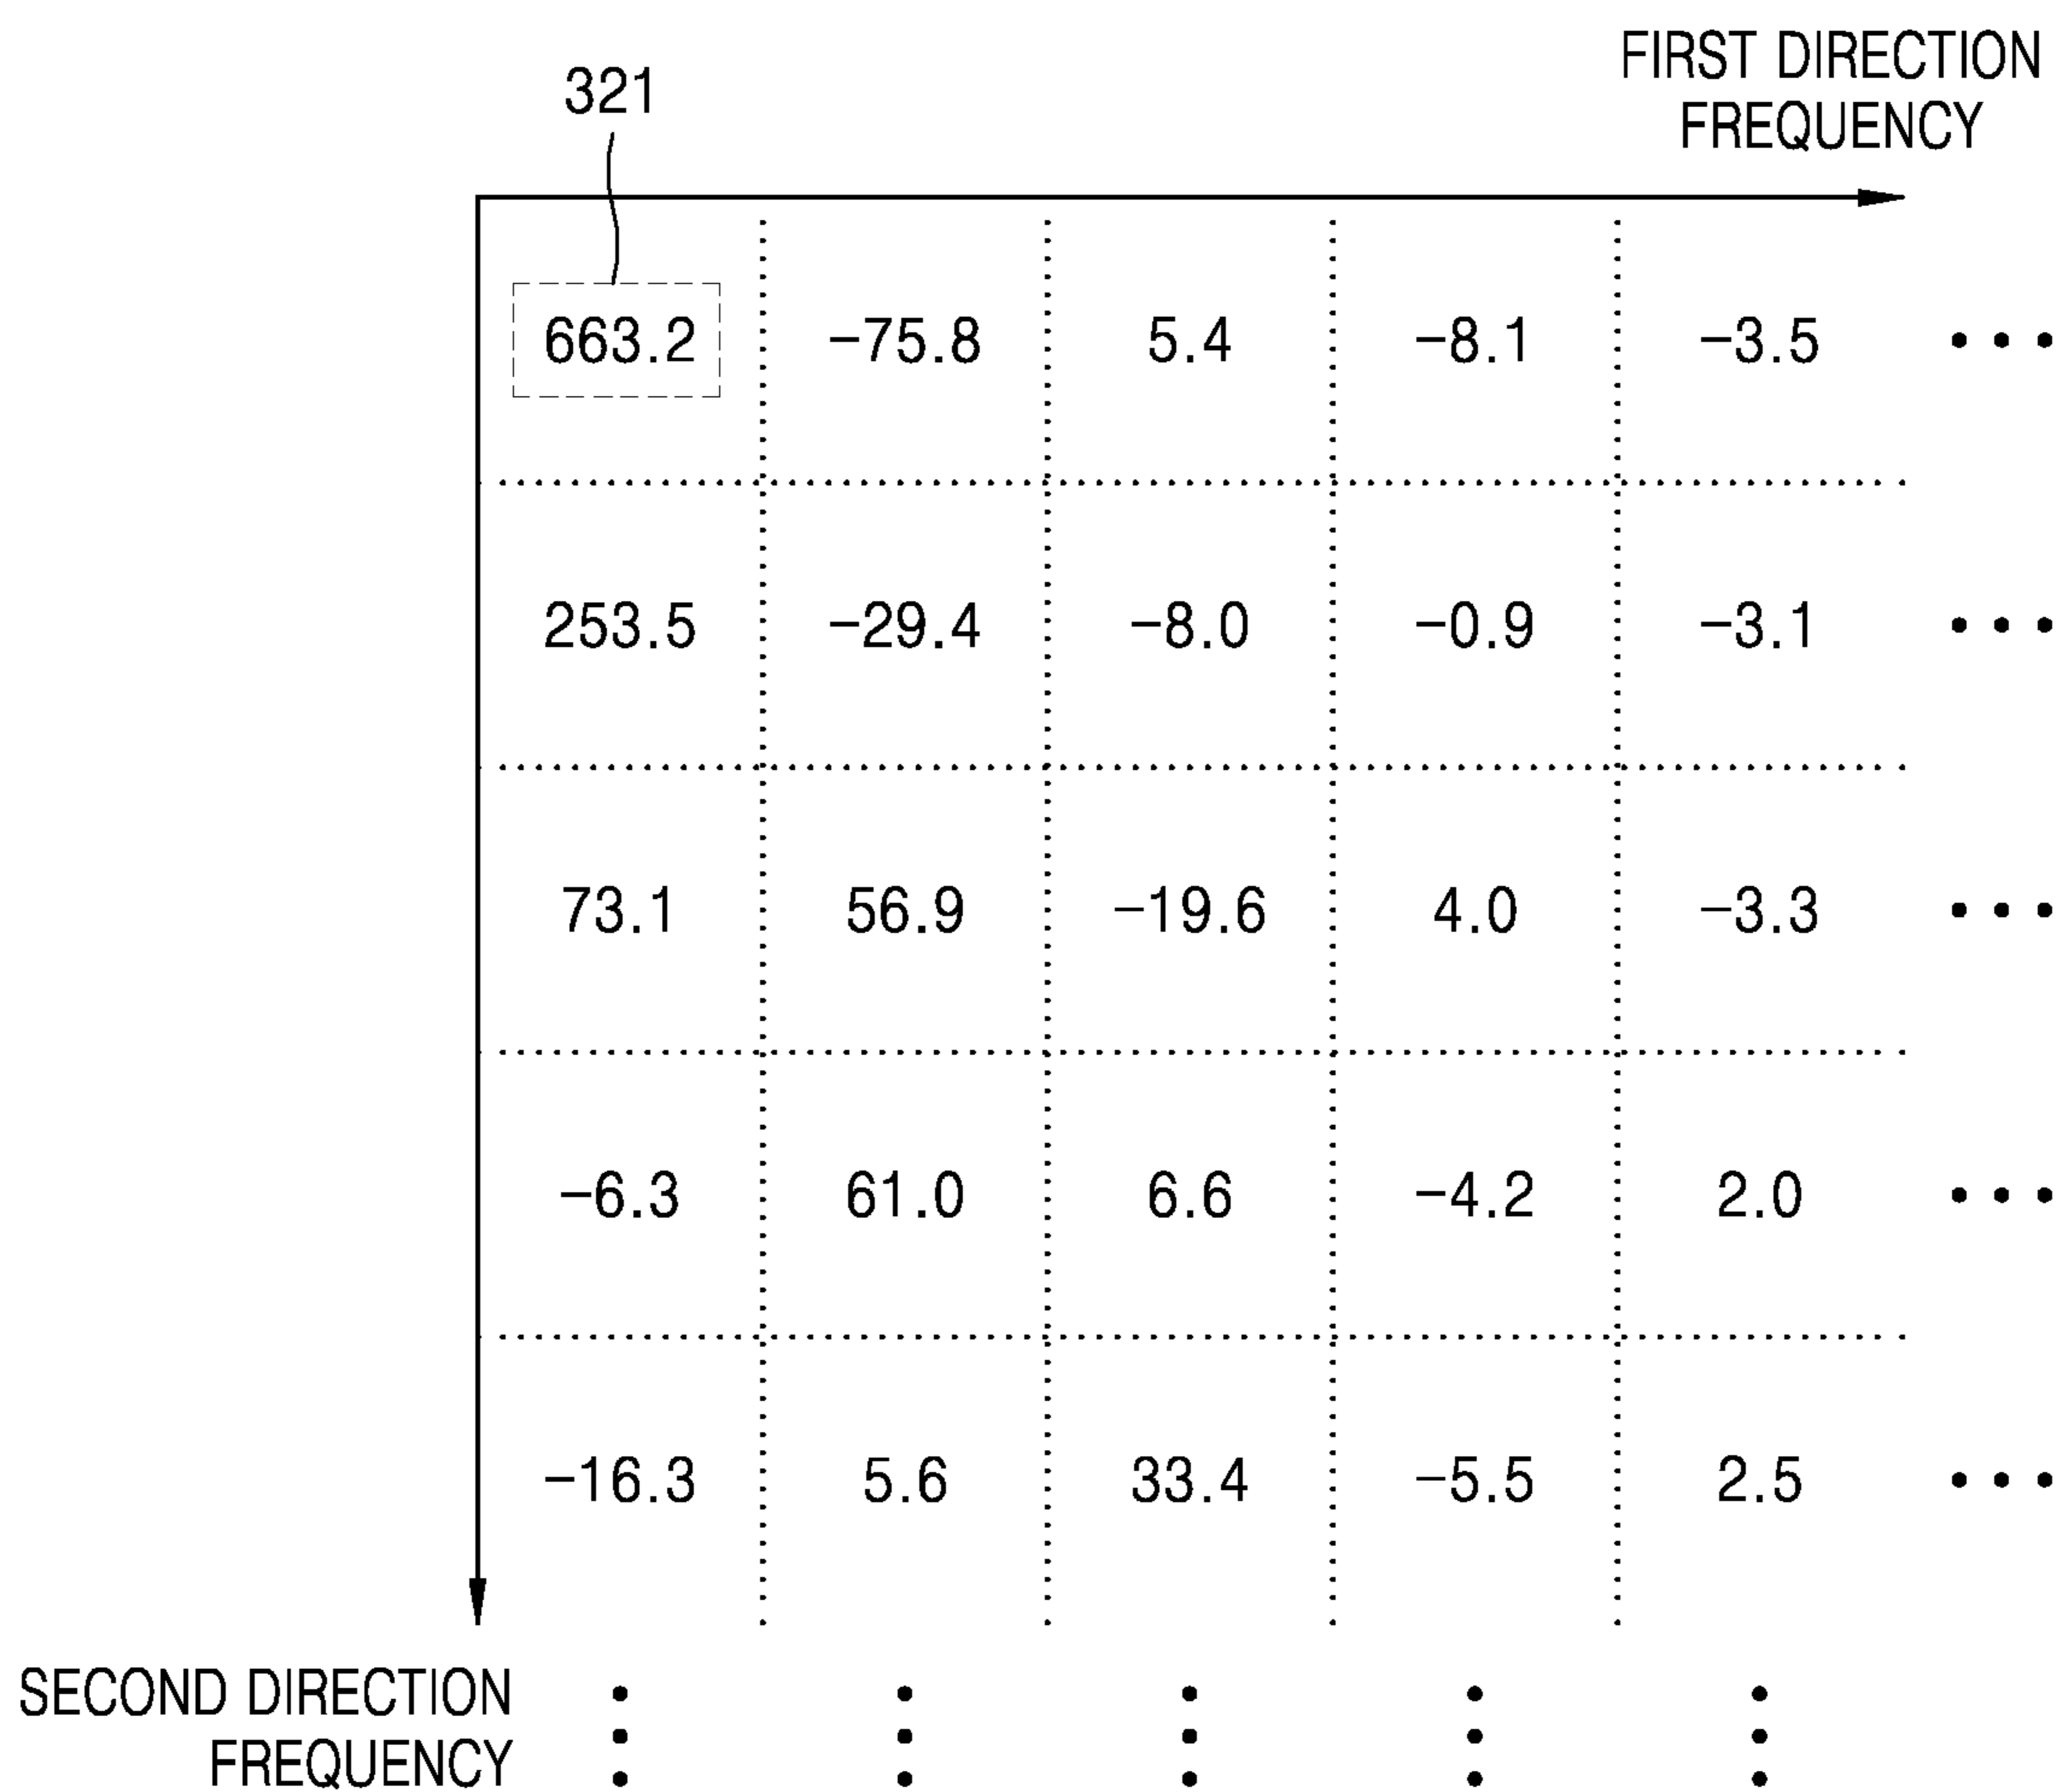 FIRST DIRECTION
FREQUENCY
321
663.2 −75.8 5.4 −8.1 −3.5 • • •
253.5 −29.4 −8.0 −0.9 −3.1 • • •
73.1 56.9 −19.6 4.0 −3.3 • • •
−6.3 61.0 6.6 −4.2 2.0 • • •
−16.3 5.6 33.4 −5.5 2.5 • • •
SECOND DIRECTION
FREQUENCY